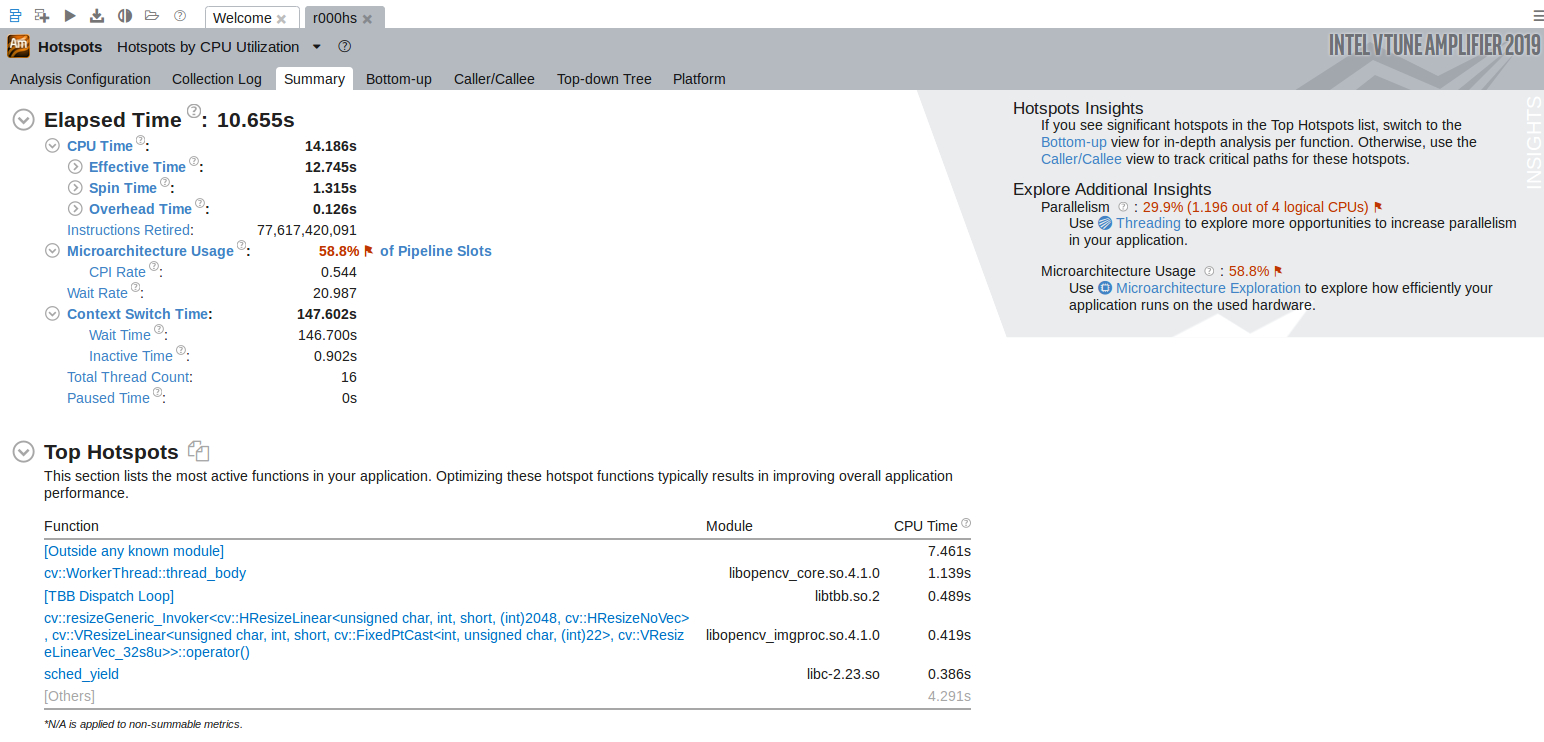 Welcome
r000hs
Am Hotspots Hotspots by CPU Utilization
INTEL VTUNE AMPLIFIER 2019
Analysis Configuration Collection Log Summary Bottom-up Caller/Callee Top-down Tree Platform
Elapsed Time ?: 10.655s
CPU Time ?: 14.186s
Effective Time ?: 12.745s
Spin Time ?: 1.315s
Overhead Time ?: 0.126s
Instructions Retired: 77,617,420,091
Microarchitecture Usage ?: 58.8% of Pipeline Slots
CPI Rate ?: 0.544
Wait Rate ?: 20.987
Context Switch Time: 147.602s
Wait Time ?: 146.700s
Inactive Time ?: 0.902s
Total Thread Count: 16
Paused Time ?: 0s
Hotspots Insights
If you see significant hotspots in the Top Hotspots list, switch to the
Bottom-up view for in-depth analysis per function. Otherwise, use the
Caller/Callee view to track critical paths for these hotspots.
Explore Additional Insights
Parallelism ? : 29.9% (1.196 out of 4 logical CPUs)
Use Threading to explore more opportunities to increase parallelism
in your application.
Microarchitecture Usage ? : 58.8%
Use Microarchitecture Exploration to explore how efficiently your
application runs on the used hardware.
INSIGHTS
Top Hotspots
This section lists the most active functions in your application. Optimizing these hotspot functions typically results in improving overall application
performance.
Function Module CPU Time ?
[Outside any known module] 7.461s
cv::WorkerThread::thread_body libopencv_core.so.4.1.0 1.139s
[TBB Dispatch Loop] libtbb.so.2 0.489s
cv::resizeGeneric_Invoker<cv::HResizeLinear<unsigned char, int, short, (int)2048, cv::HResizeNoVec>
, cv::VResizeLinear<unsigned char, int, short, cv::FixedPtCast<int, unsigned char, (int)22>, cv::VResiz libopencv_imgproc.so.4.1.0 0.419s
eLinearVec_32s8u>>::operator()
sched_yield libc-2.23.so 0.386s
[Others] 4.291s
*N/A is applied to non-summable metrics.